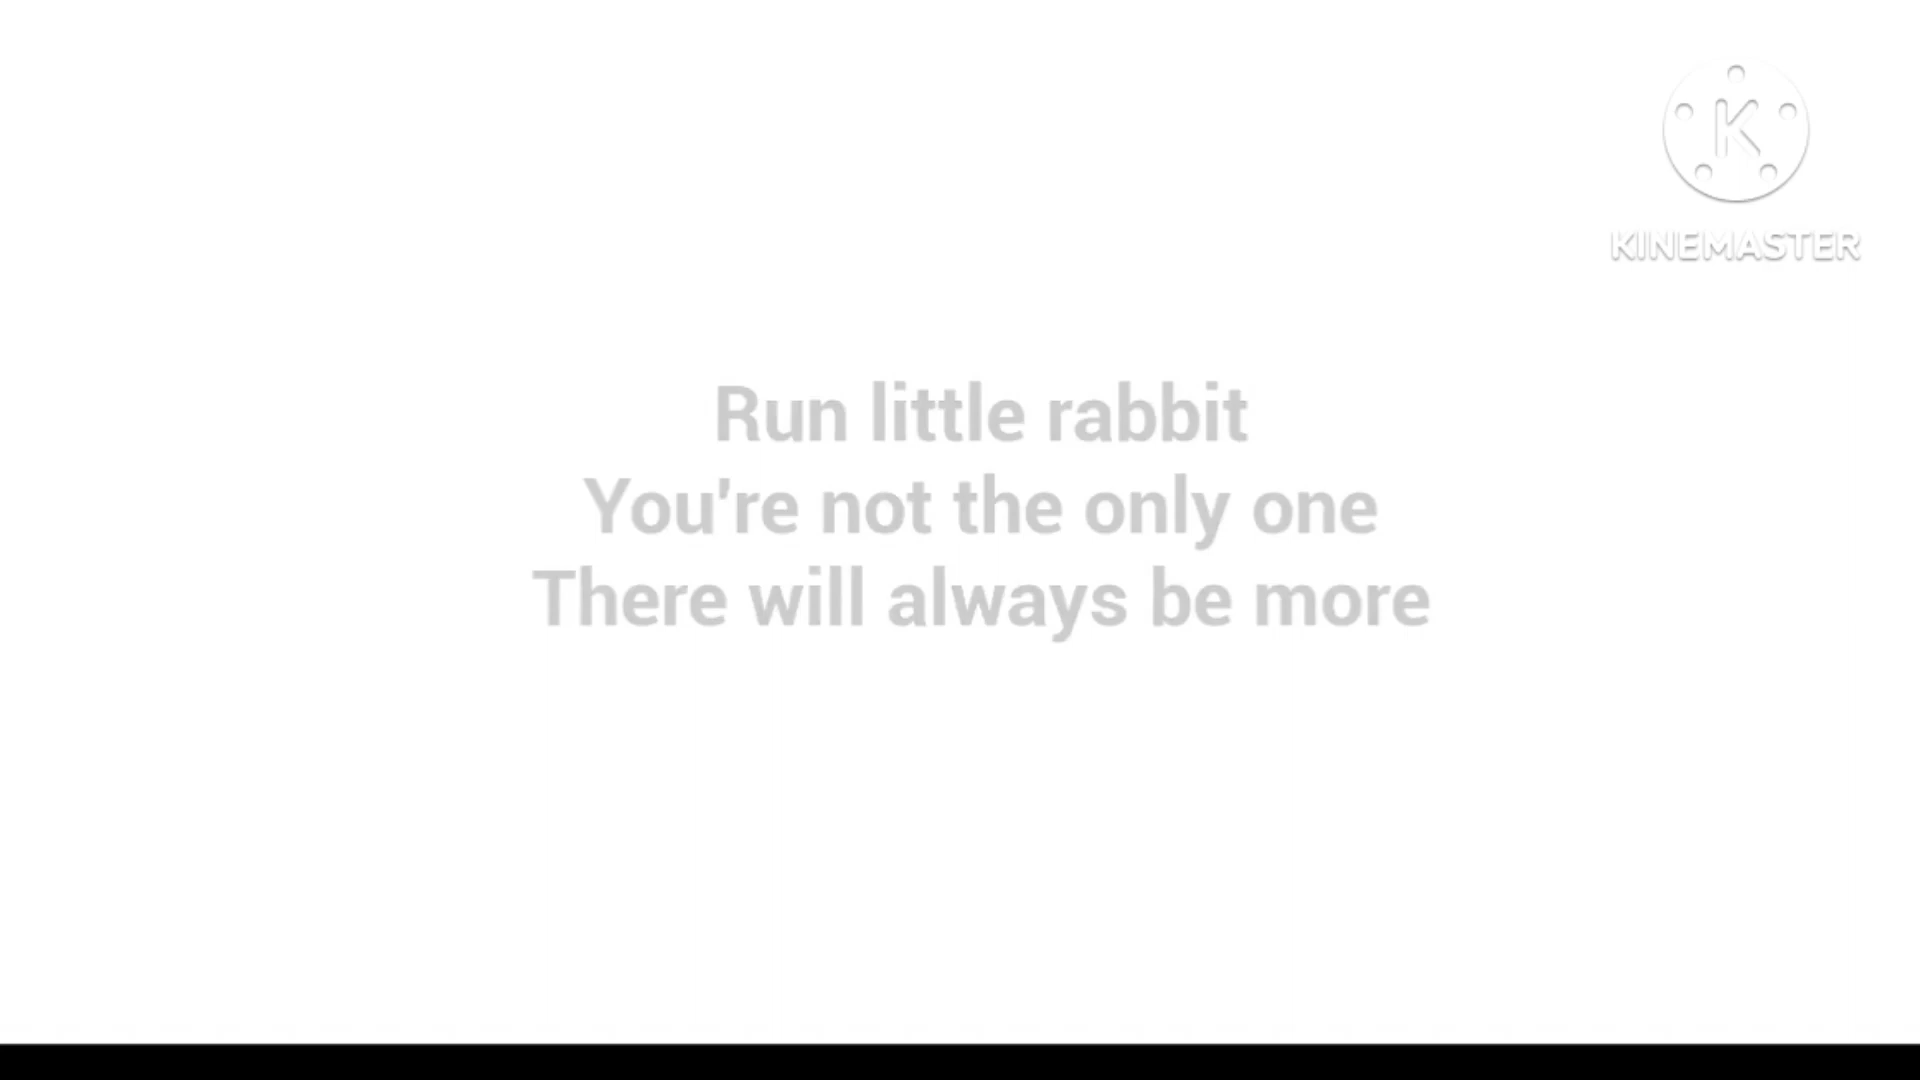 K
KINEMASTER
Run little rabbit
You're not the only one
There will always be more